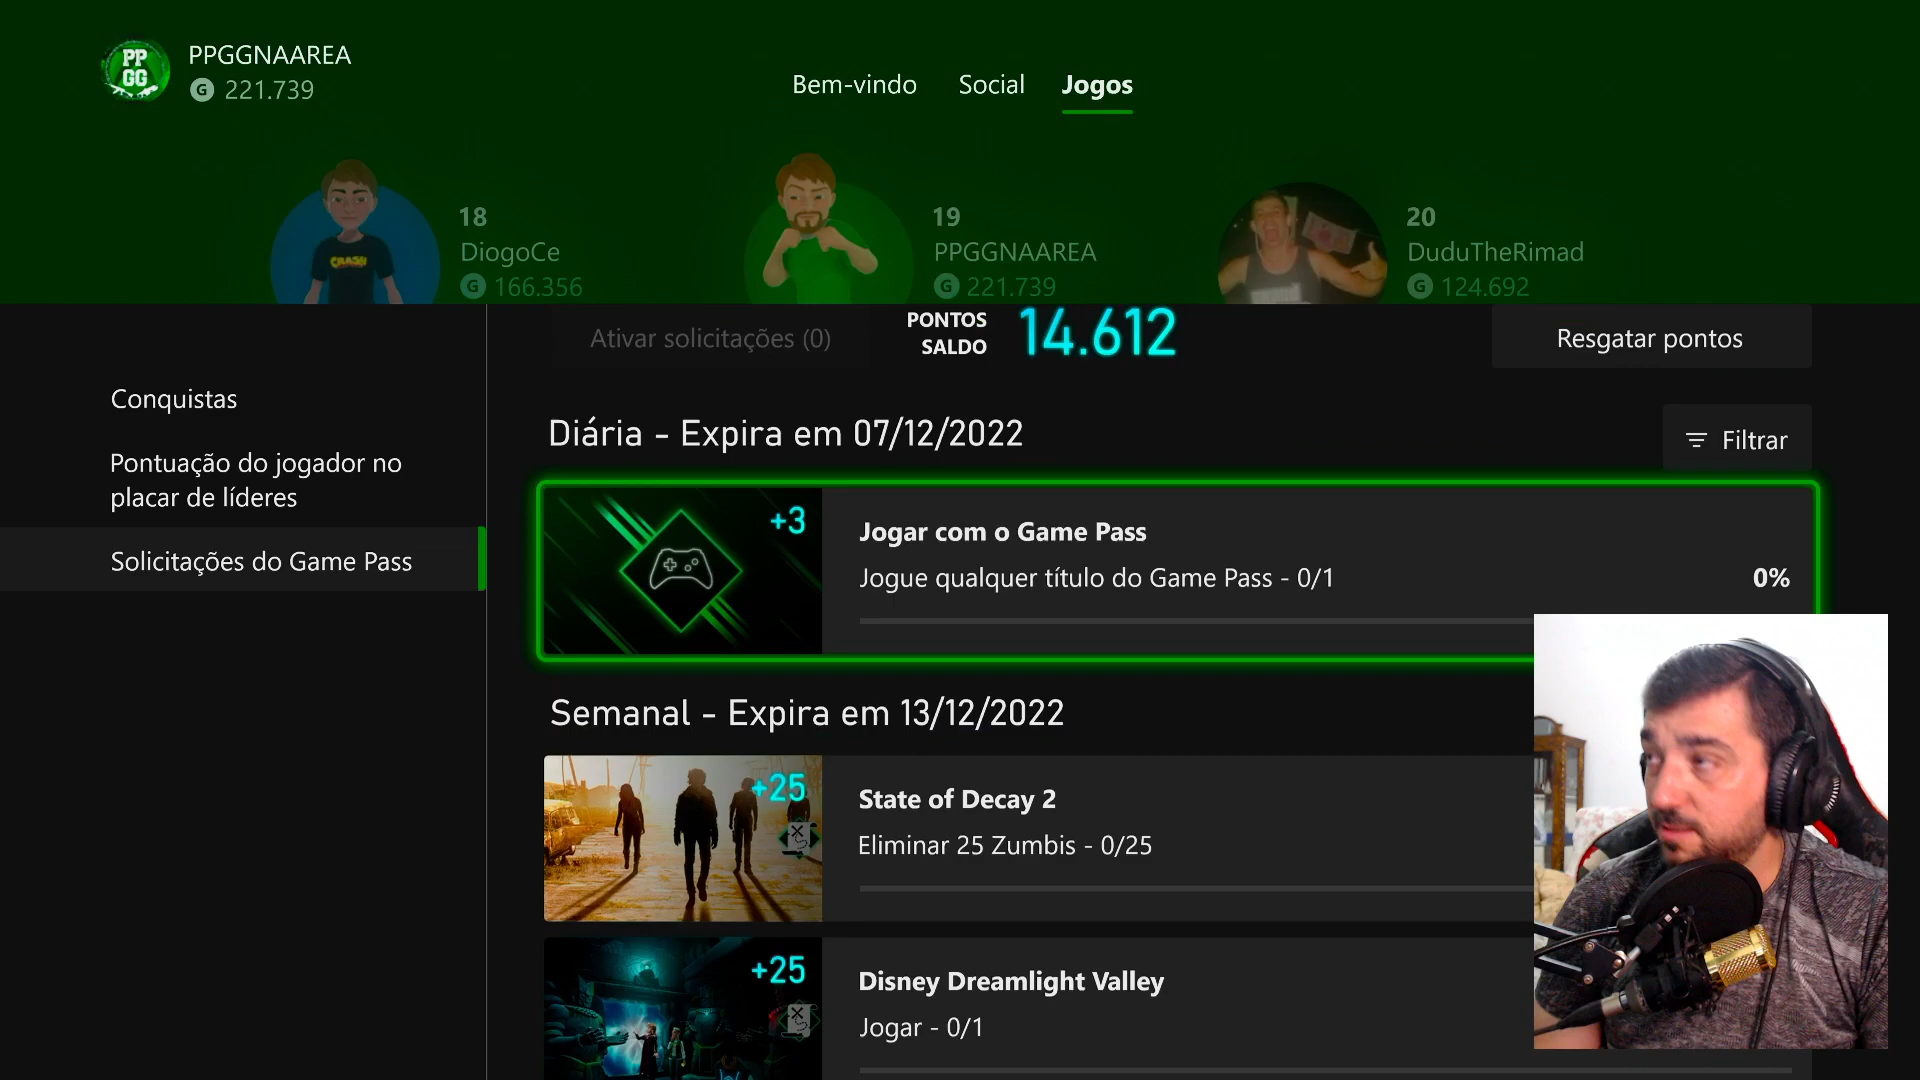 PP
GG
PPGGNAAREA
G 221.739
Bem-vindo
Social
Jogos
18
DiogoCe
G 166.356
CRASH
19
PPGGNAAREA
G 221.739
20
DuduTheRimad
G 124.692
Ativar solicitações (0)
PONTOS
SALDO
14.612
Resgatar pontos
Conquistas
Pontuação do jogador no
placar de líderes
Solicitações do Game Pass
Diária - Expira em 07/12/2022
Filtrar
+3
Jogar com o Game Pass
Jogue qualquer título do Game Pass - 0/1
0%
Semanal - Expira em 13/12/2022
+25
State of Decay 2
Eliminar 25 Zumbis - 0/25
+25
Disney Dreamlight Valley
Jogar - 0/1